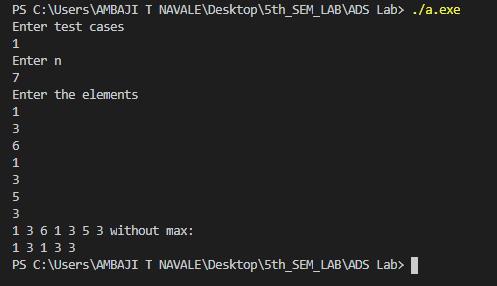 PS C:\Users\AMBAJI T NAVALE\Desktop\5th_SEM_LAB\ADS Lab> ./a.exe
Enter test cases
1
Enter n
7
Enter the elements
1
3
6
1
3
5
3
1 3 6 1 3 5 3 without max:
1 3 1 3 3
PS C:\Users\AMBAJI T NAVALE\Desktop\5th_SEM_LAB\ADS Lab>